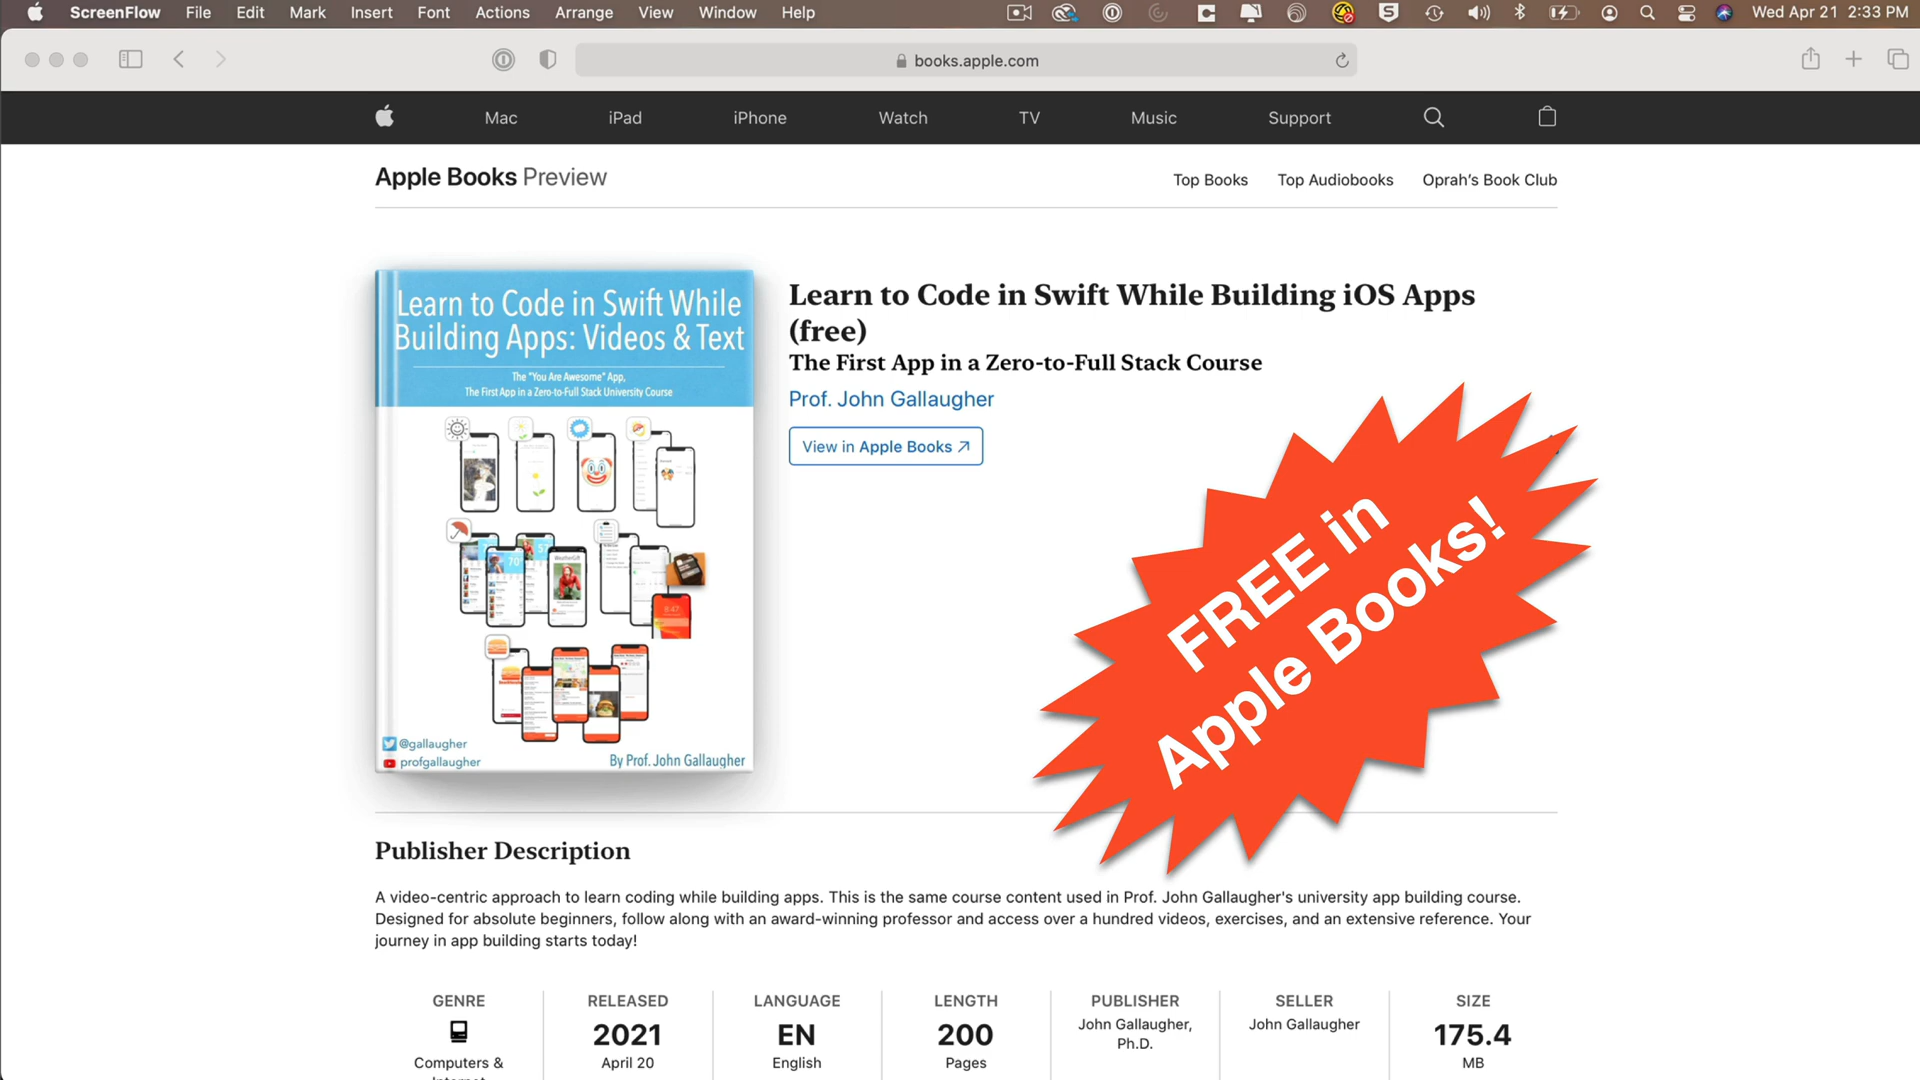 ScreenFlow File Edit Mark Insert Font Actions Arrange View Window Help Wed Apr 21 2:33 PM
books.apple.com
Mac iPad iPhone Watch TV Music Support
Apple Books Preview
Top Books Top Audiobooks Oprah's Book Club
Learn to Code in Swift While
Building Apps: Videos & Text
The "You Are Awesome" App,
The First App in a Zero-to-Full Stack University Course
@gallaugher
profgallaugher
By Prof. John Gallaugher
Learn to Code in Swift While Building iOS Apps
(free)
The First App in a Zero-to-Full Stack Course
Prof. John Gallaugher
View in Apple Books
FREE in
Apple Books!
Publisher Description
A video-centric approach to learn coding while building apps. This is the same course content used in Prof. John Gallaugher's university app building course.
Designed for absolute beginners, follow along with an award-winning professor and access over a hundred videos, exercises, and an extensive reference. Your
journey in app building starts today!
GENRE RELEASED LANGUAGE LENGTH PUBLISHER SELLER SIZE
2021 EN 200 John Gallaugher, John Gallaugher 175.4
Ph.D.
Computers & April 20 English Pages MB